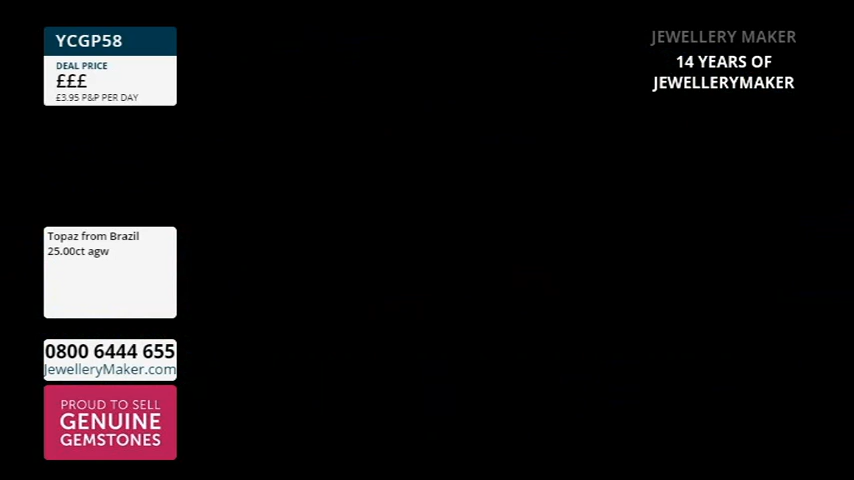 YCGP58
DEAL PRICE
£££
£3.95 P&P PER DAY
JEWELLERY MAKER
14 YEARS OF
JEWELLERYMAKER
Topaz from Brazil
25.00ct agw
0800 6444 655
JewelleryMaker.com
PROUD TO SELL
GENUINE
GEMSTONES